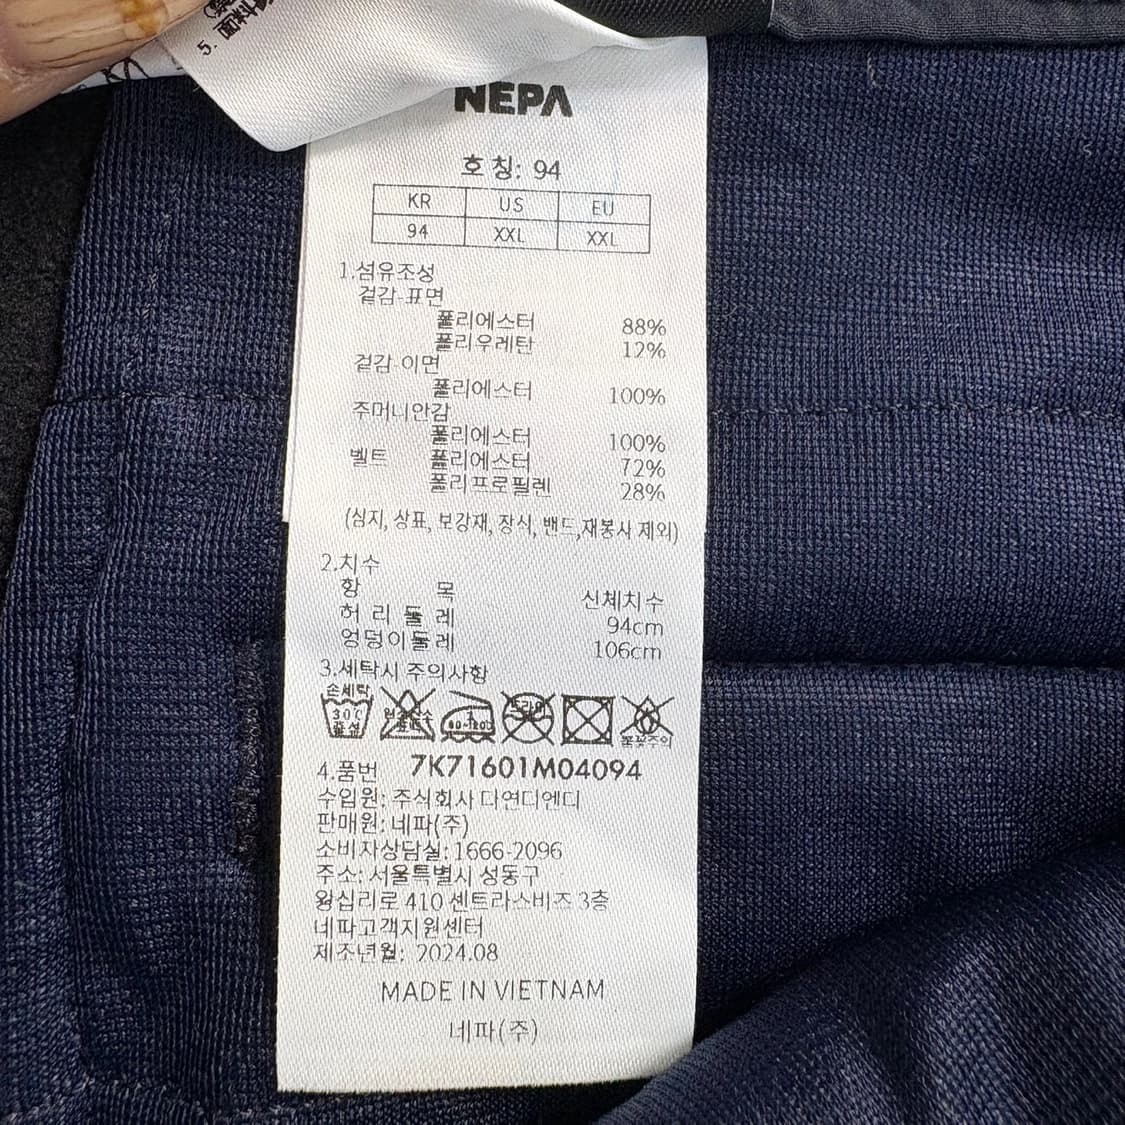 5.
NEPA
호칭: 94
KR US EU
94 XXL XXL
1.섬유조성
겉감-표면
폴리에스터 88%
폴리우레탄 12%
겉감-이면
폴리에스터 100%
주머니안감
폴리에스터 100%
벨트 폴리에스터 72%
폴리프로필렌 28%
(심지, 상표, 보강재, 장식, 밴드,재봉사 제외)
2.치수
항 목 신체치수
허 리 둘 레 94cm
엉덩이둘레 106cm
3.세탁시 주의사항
손세탁
30℃
중성
드라이
불꽃주의
4.품번 7K71601M04094
수입원: 주식회사 다연디엔디
판매원: 네파(주)
소비자상담실: 1666-2096
주소: 서울특별시 성동구
왕십리로 410 센트라스비즈 3층
네파고객지원센터
제조년월: 2024.08
MADE IN VIETNAM
네파(주)